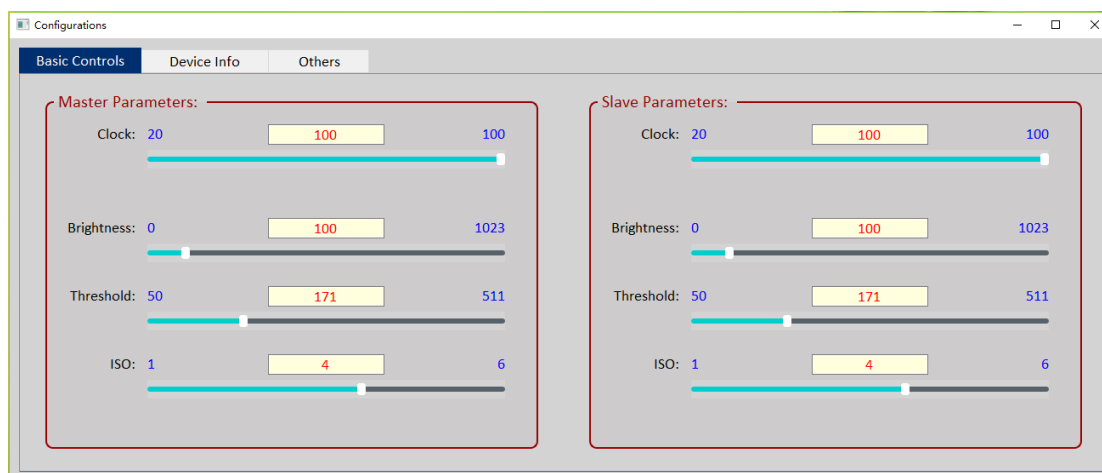 Configurations
Basic Controls Device Info Others
Master Parameters:
Clock: 20 100 100
Brightness: 0 100 1023
Threshold: 50 171 511
ISO: 1 4 6
Slave Parameters:
Clock: 20 100 100
Brightness: 0 100 1023
Threshold: 50 171 511
ISO: 1 4 6